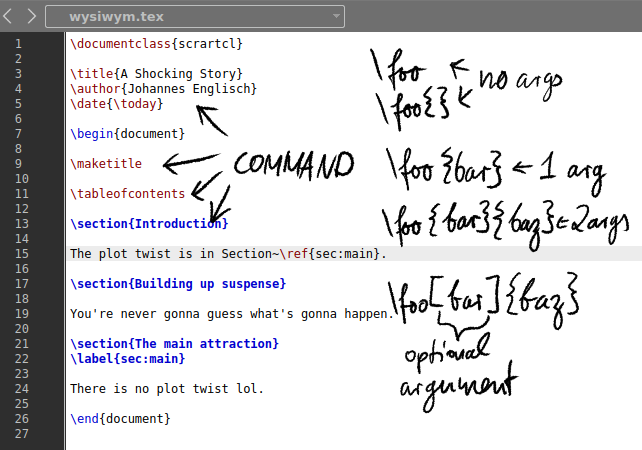 wysiwym.tex
1 \documentclass{scrartcl}
2
3 \title{A Shocking Story}
4 \author{Johannes Englisch}
5 \date{\today}
6
7 \begin{document}
8
9 \maketitle
10
11 \tableofcontents
12
13 \section{Introduction}
14
15 The plot twist is in Section~\ref{sec:main}.
16
17 \section{Building up suspense}
18
19 You're never gonna guess what's gonna happen.
20
21 \section{The main attraction}
22 \label{sec:main}
23
24 There is no plot twist lol.
25
26 \end{document}
27
COMMAND
\foo ← no args
\foo{} ←
\foo{bar} ← 1 arg
\foo{bar}{baz} ← 2 args
\foo[bar]{baz}
optional
argument